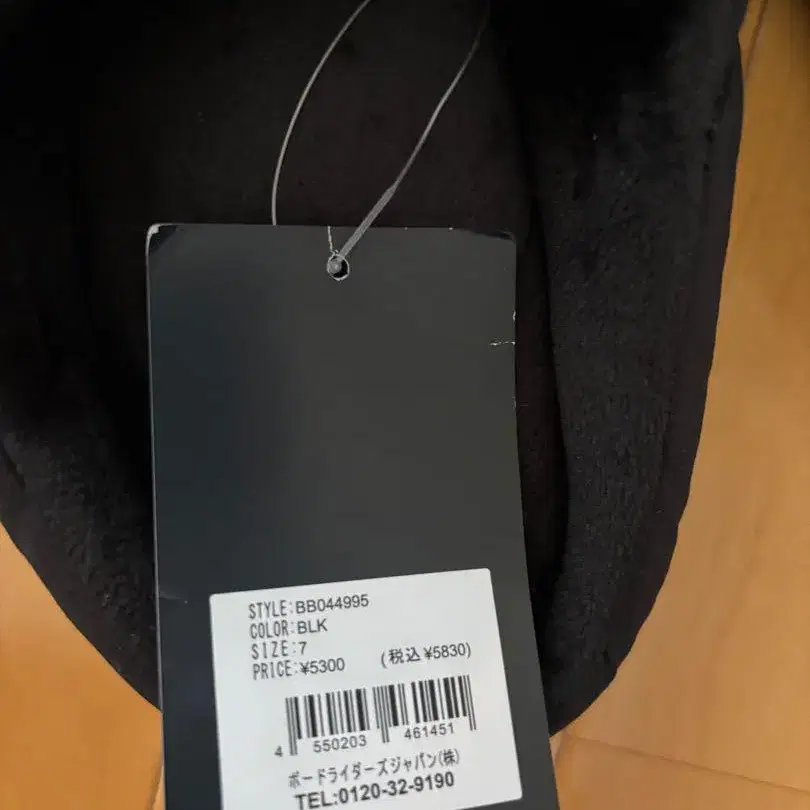 STYLE:BB044995
COLOR:BLK
SIZE:7
PRICE:¥5300 (税込¥5830)
4 550203 461451
ボードライダーズジャパン(株)
TEL:0120-32-9190